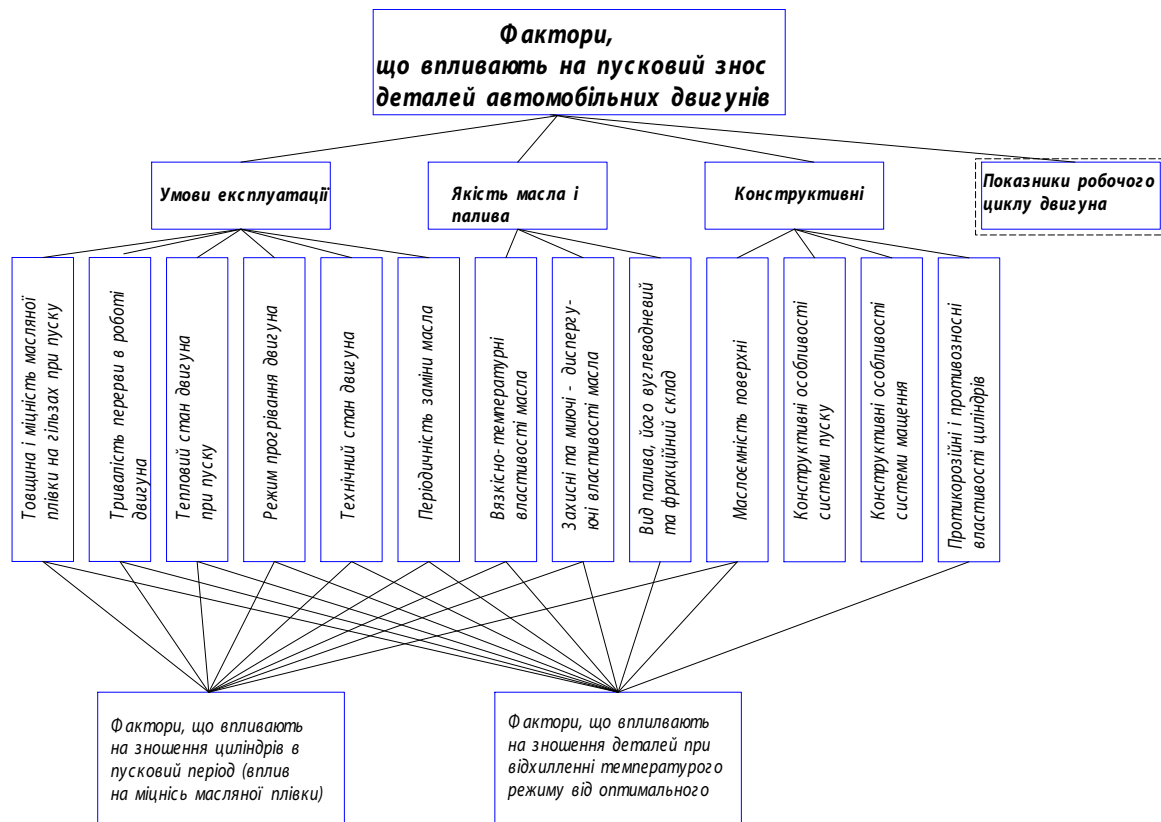 Фактори,
що впливають на пусковий знос
деталей автомобільних двигунів
Умови експлуатації
Якість масла і
палива
Конструктивні
Показники робочого
циклу двигуна
Товщина і міцність масляної
плівки на гільзах при пуску
Тривалість перерви в роботі
двигуна
Тепловий стан двигуна
при пуску
Режим прогрівання двигуна
Технічний стан двигуна
Періодичність заміни масла
Вязкісно-температурні
властивості масла
Захисні та миючі - диспергу-
ючі властивості масла
Вид палива, його вуглеводневий
та фракційний склад
Маслоємність поверхні
Конструктивні особливості
системи пуску
Конструктивні особливості
системи мащення
Протикорозійні і противозносні
властивості циліндрів
Фактори, що впливають
на зношення циліндрів в
пусковий період (вплив
на міцнісь масляної плівки)
Фактори, що вплилвають
на зношення деталей при
відхилленні температурого
режиму від оптимального